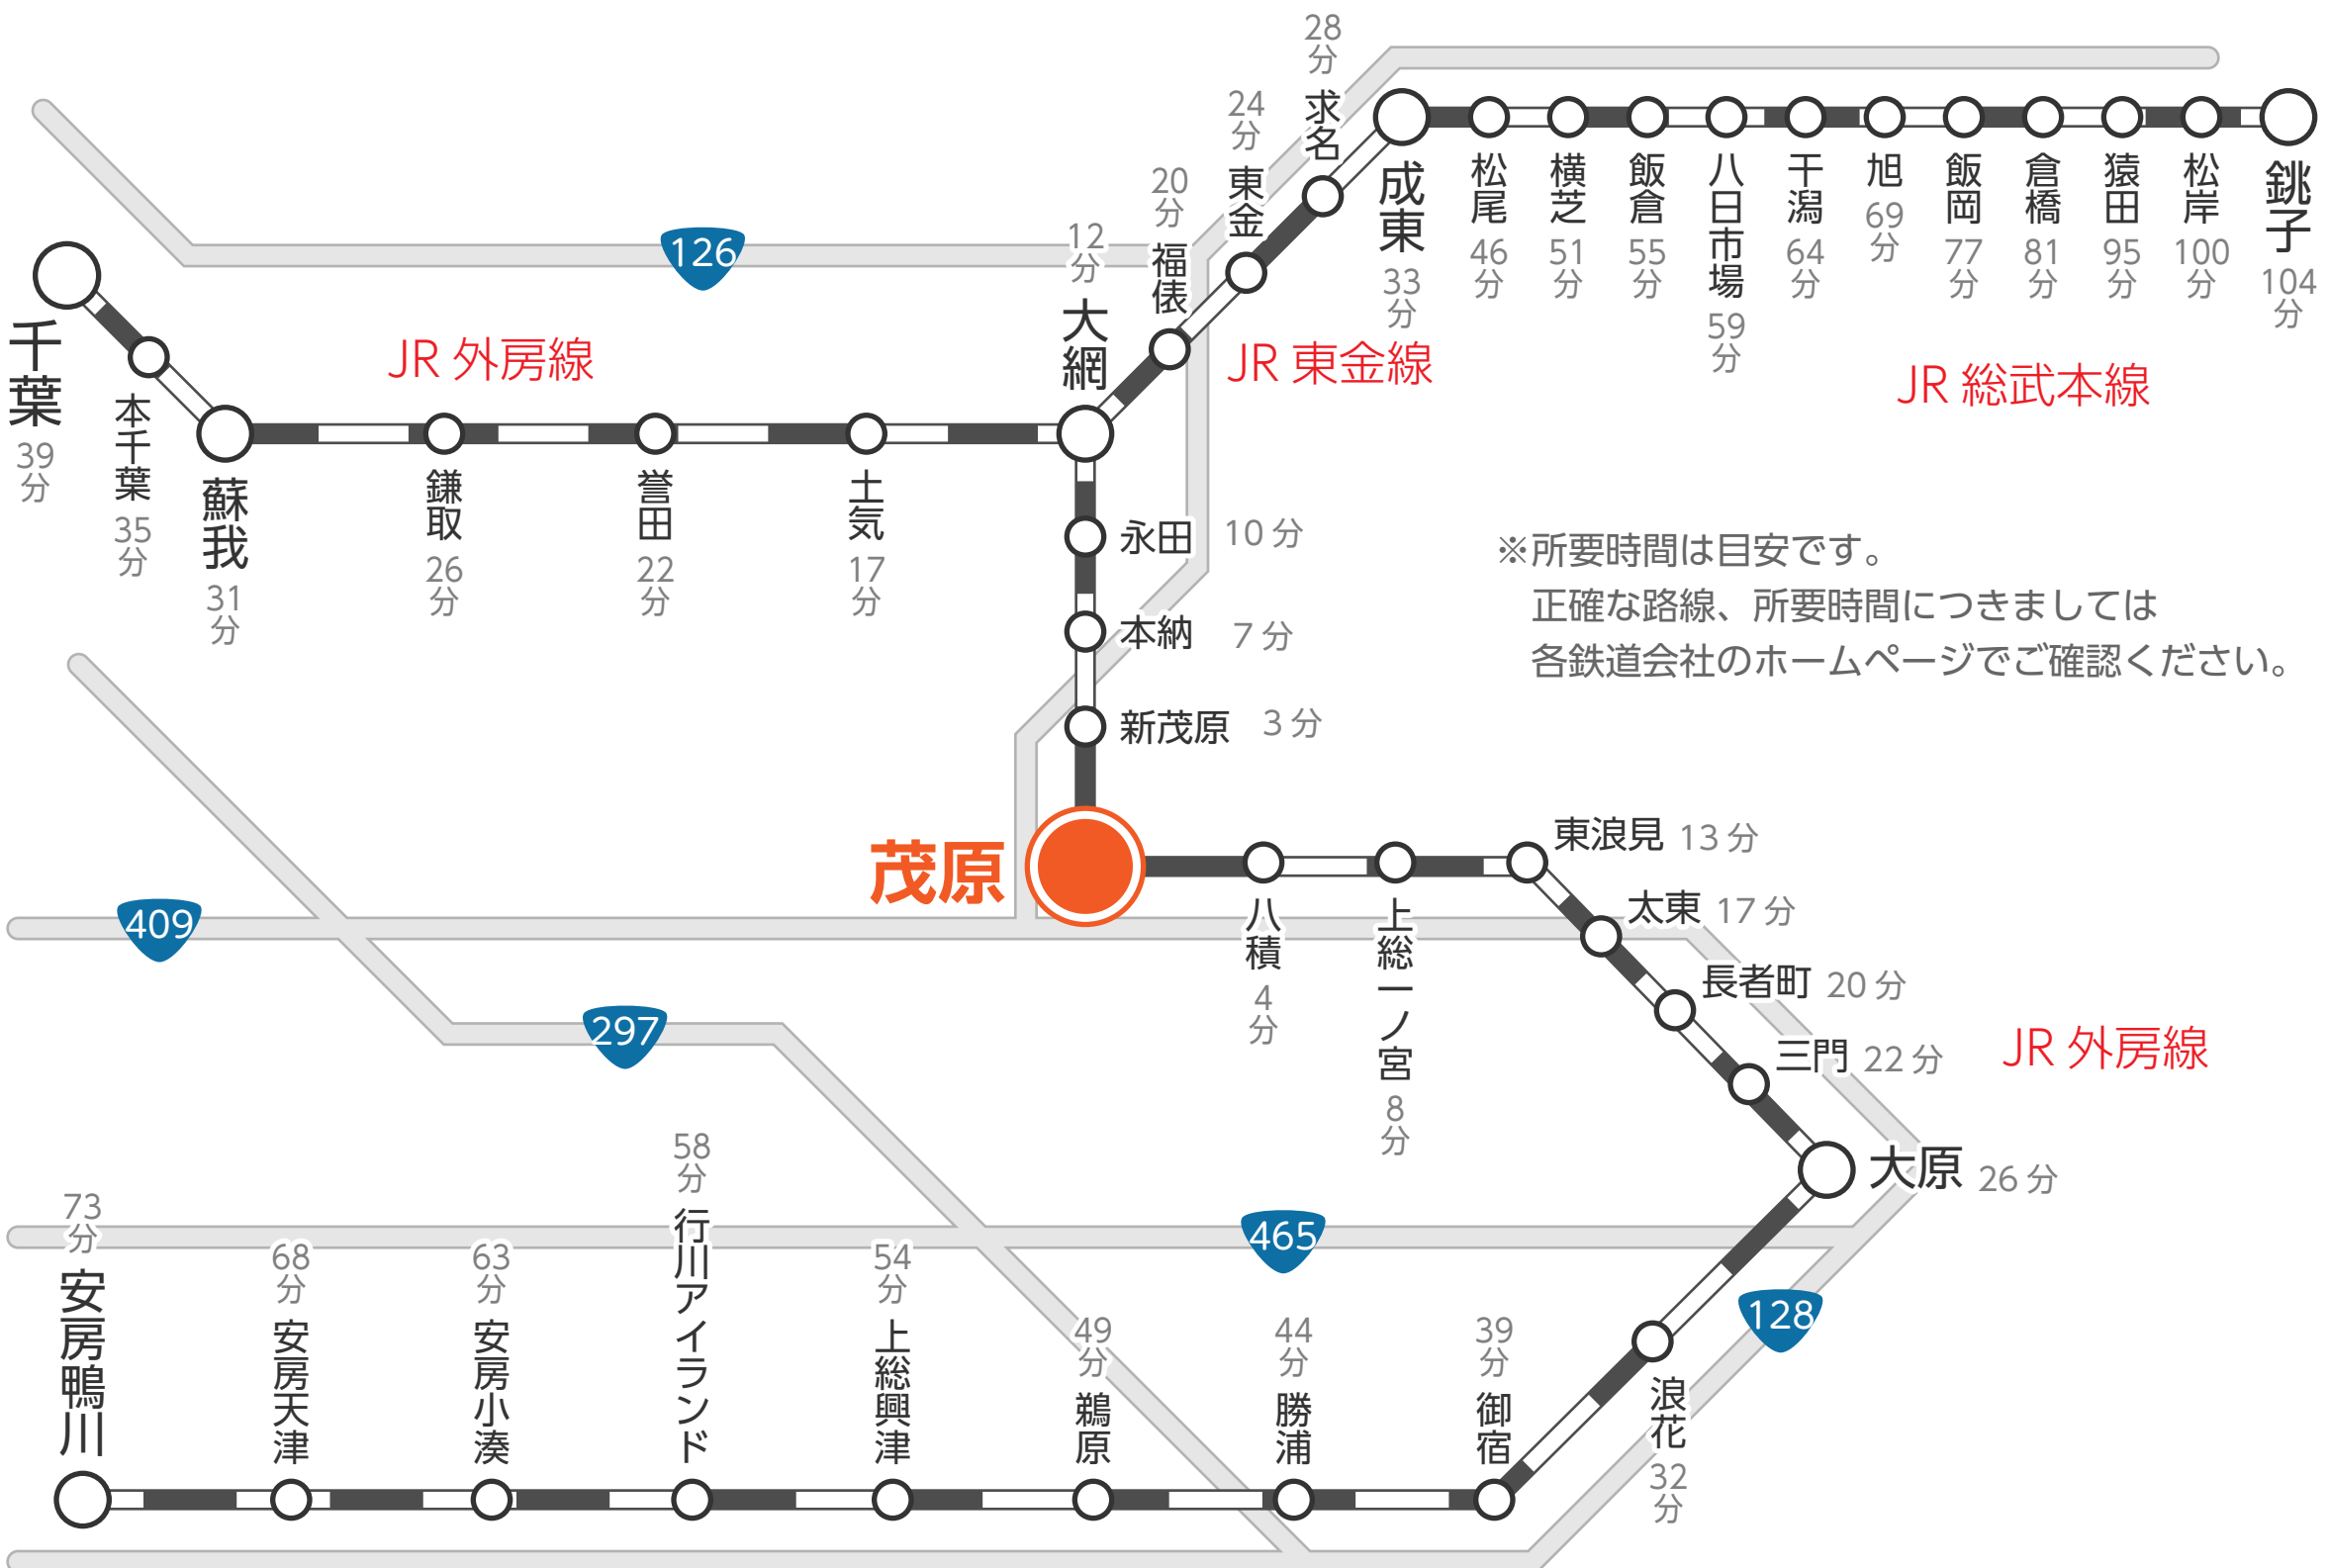 28分
求名
24分
東金
20分
福俵
12分
大網
126
成東
33分
松尾
46分
横芝
51分
飯倉
55分
八日市場
59分
干潟
64分
旭
69分
飯岡
77分
倉橋
81分
猿田
95分
松岸
100分
銚子
104分
千葉
39分
本千葉
35分
蘇我
31分
JR 外房線
JR 東金線
JR 総武本線
鎌取
26分
誉田
22分
土気
17分
永田 10 分
本納 7 分
新茂原 3 分
※所要時間は目安です。
正確な路線、所要時間につきましては
各鉄道会社のホームページでご確認ください。
茂原
東浪見 13 分
太東 17 分
長者町 20 分
三門 22 分
大原 26 分
八積
4分
上総一ノ宮
8分
JR 外房線
409
297
465
128
73分
安房鴨川
68分
安房天津
63分
安房小湊
58分
行川アイランド
54分
上総興津
49分
鵜原
44分
勝浦
39分
御宿
浪花
32分